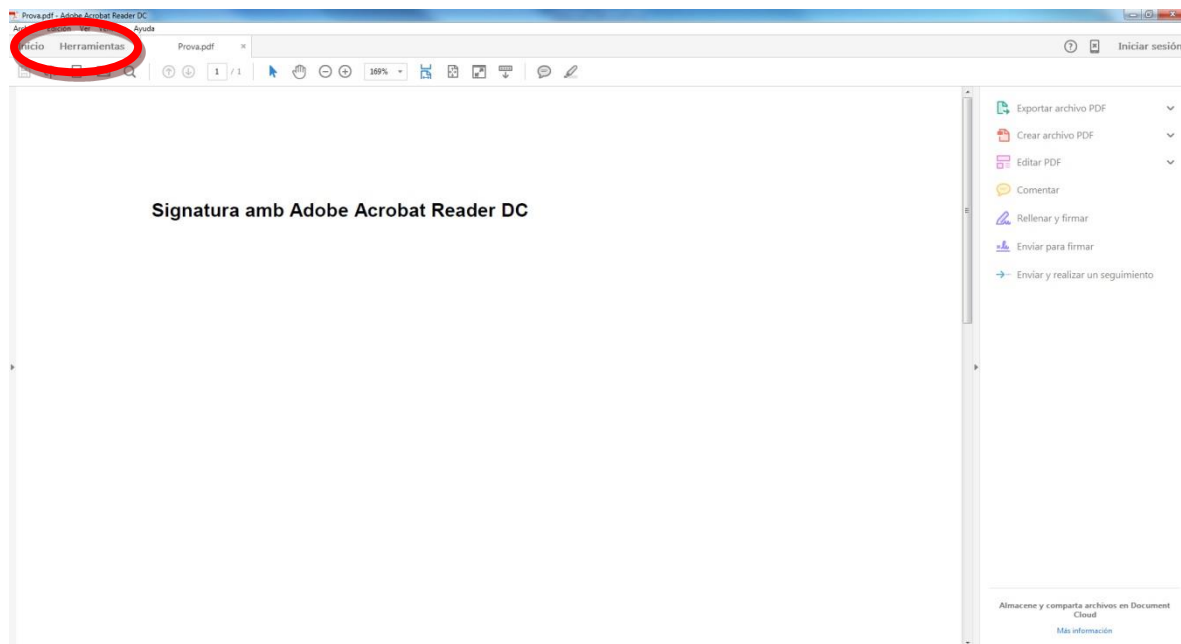 Prova.pdf - Adobe Acrobat Reader DC
Ver Ayuda
Inicio Herramientas Prova.pdf × Iniciar sesión
1 / 1 169%
Exportar archivo PDF
Crear archivo PDF
Editar PDF
Comentar
Signatura amb Adobe Acrobat Reader DC
Rellenar y firmar
Enviar para firmar
Enviar y realizar un seguimiento
Almacene y comparta archivos en Document
Cloud
Más información